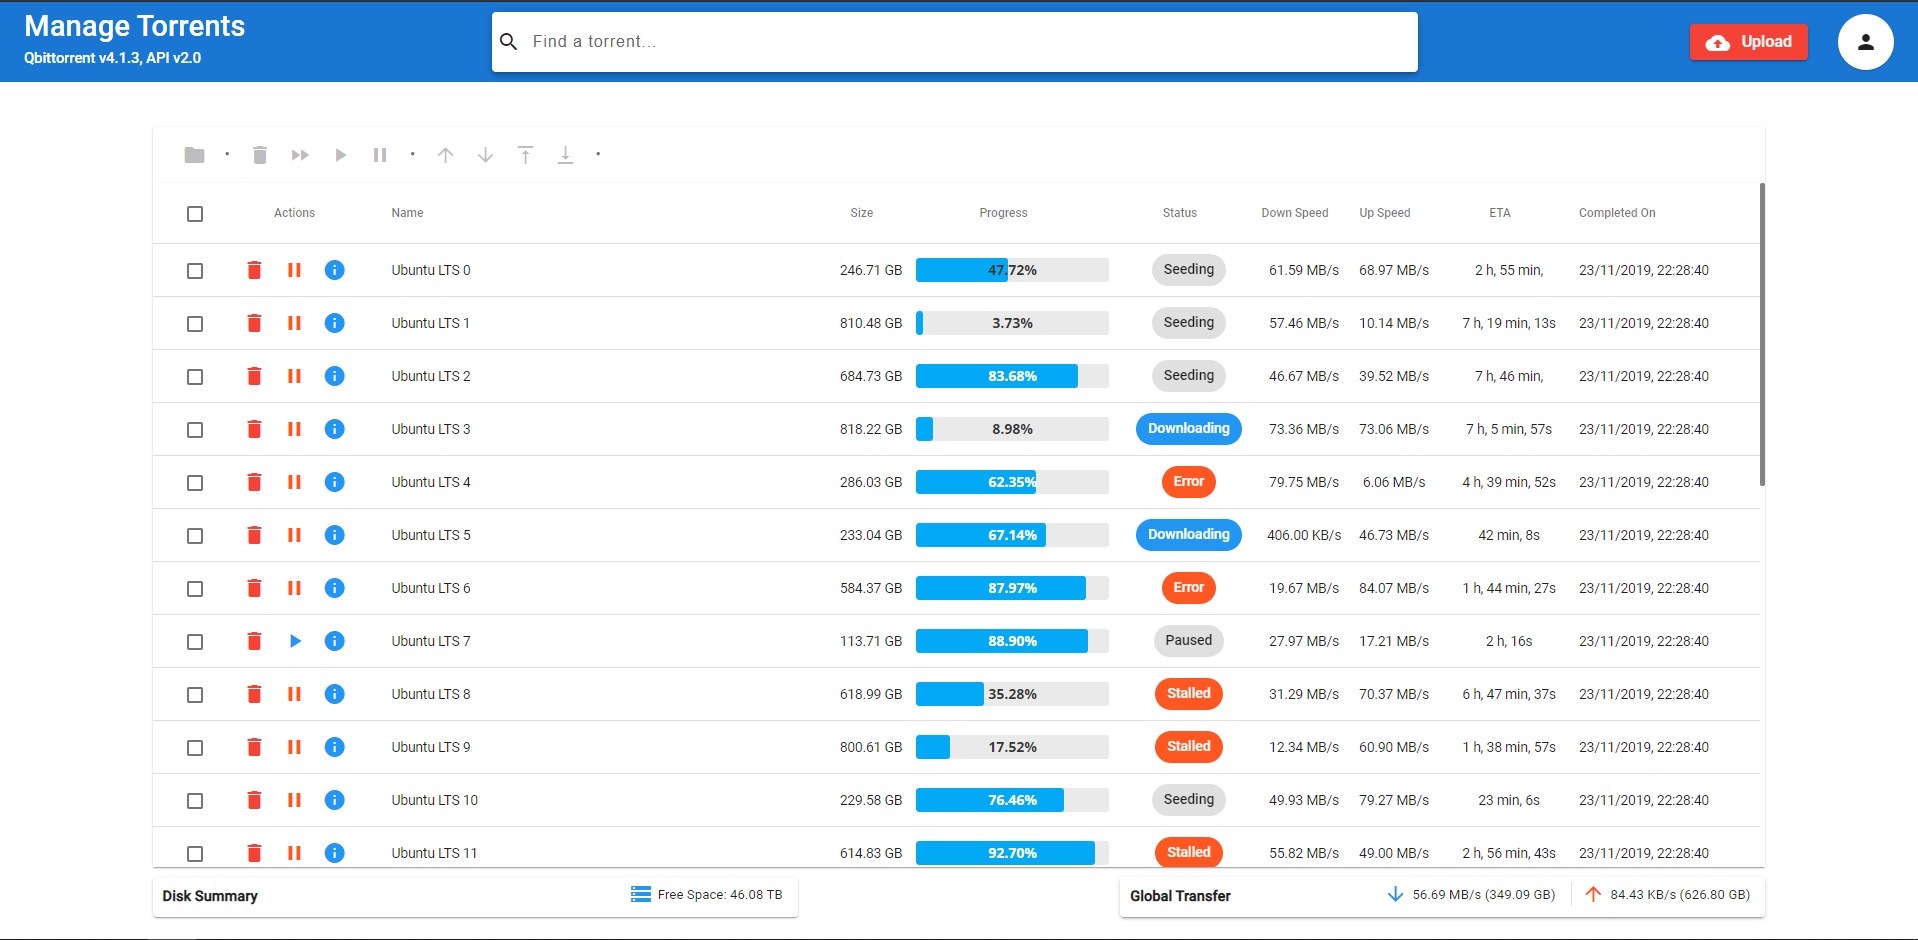 Manage Torrents
Qbittorrent v4.1.3, API v2.0
Find a torrent...
Upload
Actions Name Size Progress Status Down Speed Up Speed ETA Completed On
Ubuntu LTS 0 246.71 GB 47.72% Seeding 61.59 MB/s 68.97 MB/s 2 h, 55 min, 23/11/2019, 22:28:40
Ubuntu LTS 1 810.48 GB 3.73% Seeding 57.46 MB/s 10.14 MB/s 7 h, 19 min, 13s 23/11/2019, 22:28:40
Ubuntu LTS 2 684.73 GB 83.68% Seeding 46.67 MB/s 39.52 MB/s 7 h, 46 min, 23/11/2019, 22:28:40
Ubuntu LTS 3 818.22 GB 8.98% Downloading 73.36 MB/s 73.06 MB/s 7 h, 5 min, 57s 23/11/2019, 22:28:40
Ubuntu LTS 4 286.03 GB 62.35% Error 79.75 MB/s 6.06 MB/s 4 h, 39 min, 52s 23/11/2019, 22:28:40
Ubuntu LTS 5 233.04 GB 67.14% Downloading 406.00 KB/s 46.73 MB/s 42 min, 8s 23/11/2019, 22:28:40
Ubuntu LTS 6 584.37 GB 87.97% Error 19.67 MB/s 84.07 MB/s 1 h, 44 min, 27s 23/11/2019, 22:28:40
Ubuntu LTS 7 113.71 GB 88.90% Paused 27.97 MB/s 17.21 MB/s 2 h, 16s 23/11/2019, 22:28:40
Ubuntu LTS 8 618.99 GB 35.28% Stalled 31.29 MB/s 70.37 MB/s 6 h, 47 min, 37s 23/11/2019, 22:28:40
Ubuntu LTS 9 800.61 GB 17.52% Stalled 12.34 MB/s 60.90 MB/s 1 h, 38 min, 57s 23/11/2019, 22:28:40
Ubuntu LTS 10 229.58 GB 76.46% Seeding 49.93 MB/s 79.27 MB/s 23 min, 6s 23/11/2019, 22:28:40
Ubuntu LTS 11 614.83 GB 92.70% Stalled 55.82 MB/s 49.00 MB/s 2 h, 56 min, 43s 23/11/2019, 22:28:40
Disk Summary Free Space: 46.08 TB Global Transfer 56.69 MB/s (349.09 GB) 84.43 KB/s (626.80 GB)